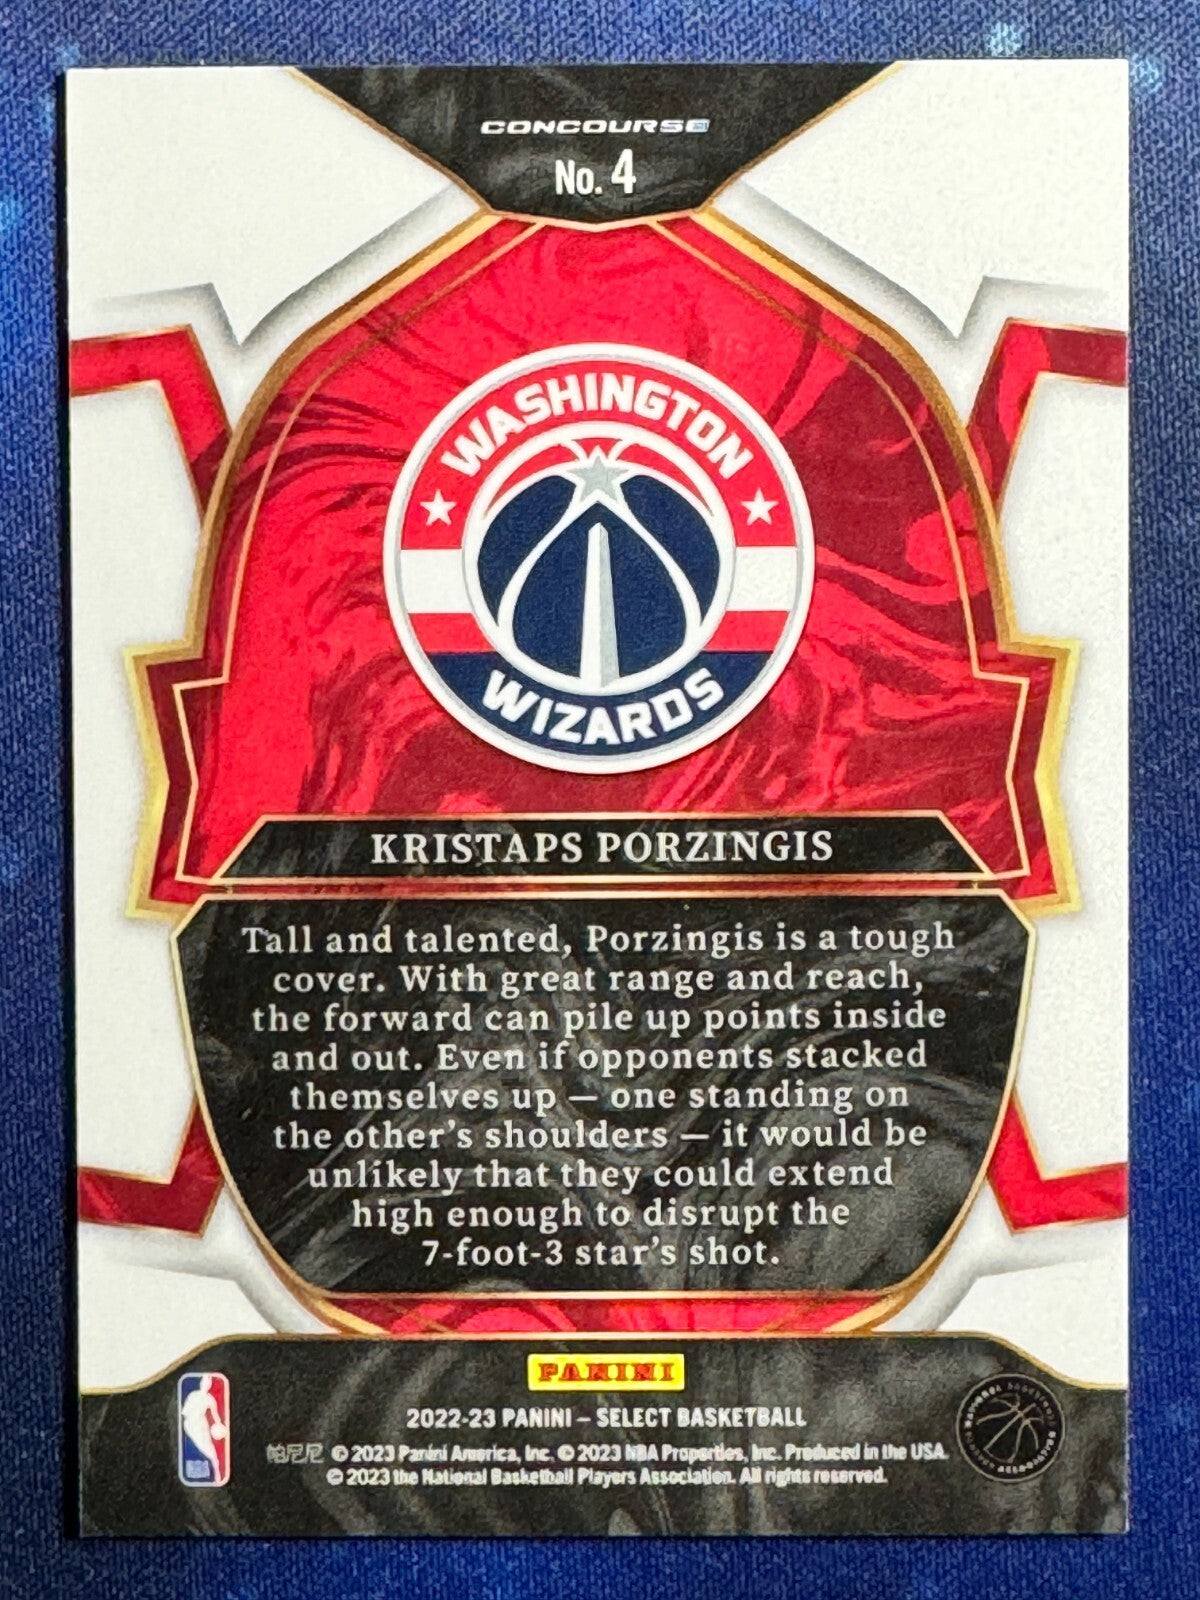 CONCOURSE
No. 4
WASHINGTON
WIZARDS
KRISTAPS PORZINGIS
Tall and talented, Porzingis is a tough
cover. With great range and reach,
the forward can pile up points inside
and out. Even if opponents stacked
themselves up — one standing on
the other's shoulders — it would be
unlikely that they could extend
high enough to disrupt the
7-foot-3 star's shot.
PANINI
2022-23 PANINI – SELECT BASKETBALL
© 2023 Panini America, Inc. © 2023 NBA Properties, Inc. Produced in the USA.
© 2023 the National Basketball Players Association. All rights reserved.